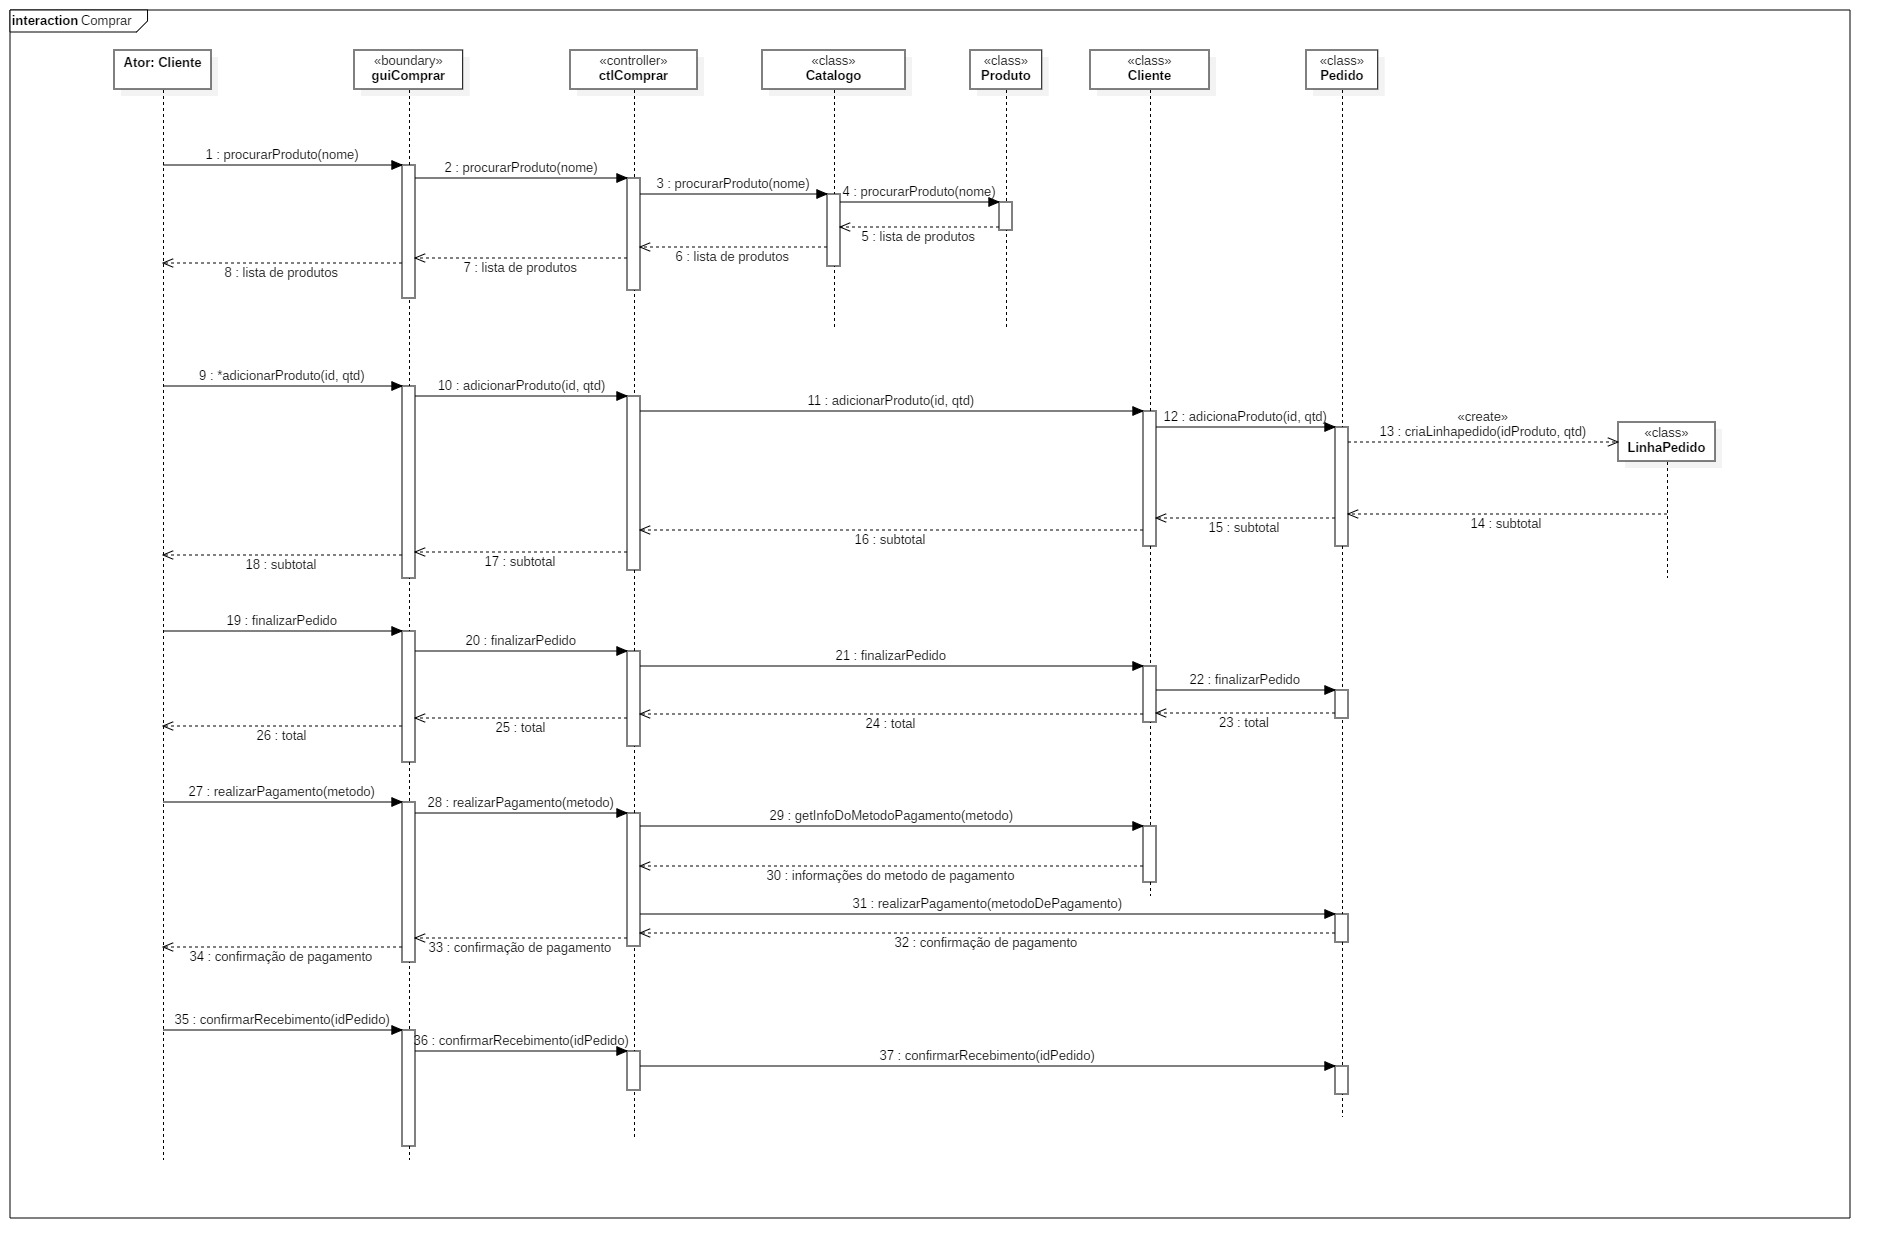 interaction Comprar
Ator: Cliente
«boundary»
guiComprar
«controller»
ctlComprar
«class»
Catalogo
«class»
Produto
«class»
Cliente
«class»
Pedido
1 : procurarProduto(nome)
2 : procurarProduto(nome)
3 : procurarProduto(nome)
4 : procurarProduto(nome)
5 : lista de produtos
6 : lista de produtos
7 : lista de produtos
8 : lista de produtos
9 : *adicionarProduto(id, qtd)
10 : adicionarProduto(id, qtd)
11 : adicionarProduto(id, qtd)
12 : adicionaProduto(id, qtd)
«create»
13 : criaLinhapedido(idProduto, qtd)
«class»
LinhaPedido
14 : subtotal
15 : subtotal
16 : subtotal
17 : subtotal
18 : subtotal
19 : finalizarPedido
20 : finalizarPedido
21 : finalizarPedido
22 : finalizarPedido
23 : total
24 : total
25 : total
26 : total
27 : realizarPagamento(metodo)
28 : realizarPagamento(metodo)
29 : getInfoDoMetodoPagamento(metodo)
30 : informações do metodo de pagamento
31 : realizarPagamento(metodoDePagamento)
32 : confirmação de pagamento
33 : confirmação de pagamento
34 : confirmação de pagamento
35 : confirmarRecebimento(idPedido)
36 : confirmarRecebimento(idPedido)
37 : confirmarRecebimento(idPedido)